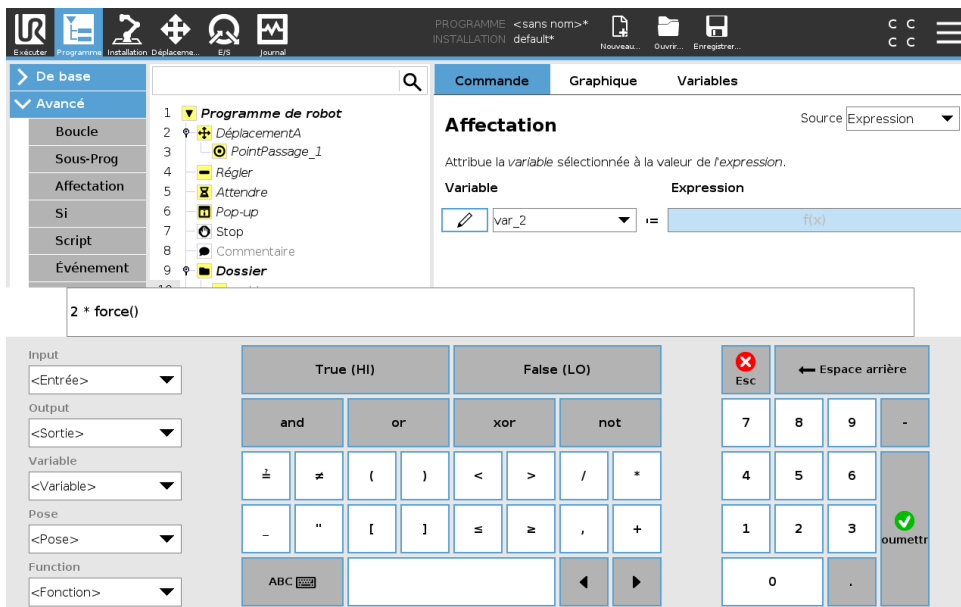 PROGRAMME <sans nom>*
INSTALLATION default*
C C
C C
Exécuter Programme Installation Déplaceme... E/S Journal
Nouveau... Ouvrir... Enregistrer...
De base
Avancé
Boucle
Sous-Prog
Affectation
Si
Script
Événement
1 Programme de robot
2 DéplacementA
3 PointPassage_1
4 Régler
5 Attendre
6 Pop-up
7 Stop
8 Commentaire
9 Dossier
Commande Graphique Variables
Affectation
Source Expression
Attribue la variable sélectionnée à la valeur de l'expression.
Variable Expression
var_2 := f(x)
2 * force()
Input
<Entrée>
Output
<Sortie>
Variable
<Variable>
Pose
<Pose>
Function
<Fonction>
True (HI) False (LO)
and or xor not
≟ ≠ ( ) < > / *
_ " [ ] ≤ ≥ , +
ABC
Esc Espace arrière
7 8 9 -
4 5 6
1 2 3 oumettr
0 .